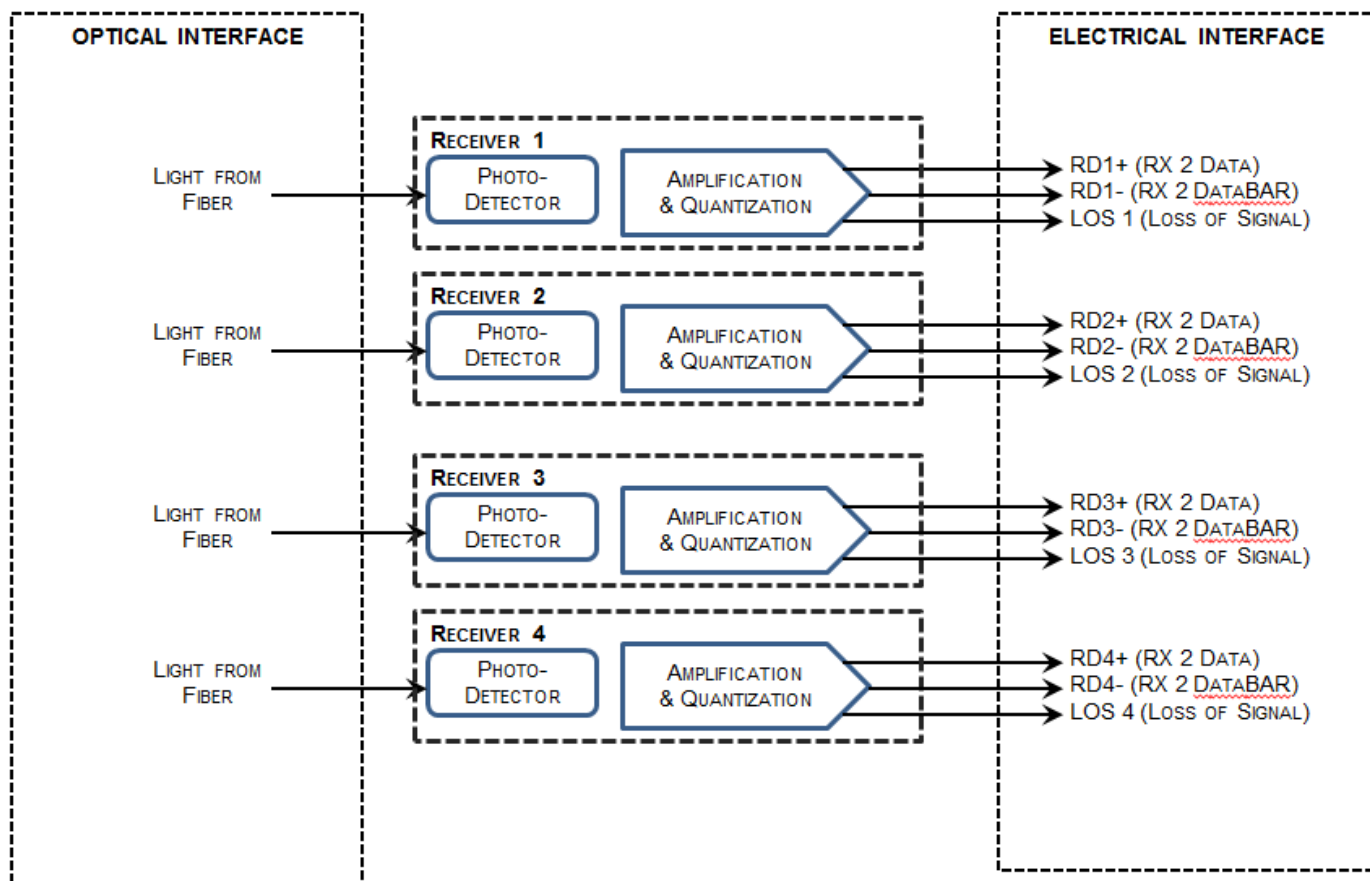 OPTICAL INTERFACE
ELECTRICAL INTERFACE
RECEIVER 1
LIGHT FROM
FIBER
PHOTO-
DETECTOR
AMPLIFICATION
& QUANTIZATION
RD1+ (RX 2 DATA)
RD1- (RX 2 DATABAR)
LOS 1 (LOSS OF SIGNAL)
RECEIVER 2
LIGHT FROM
FIBER
PHOTO-
DETECTOR
AMPLIFICATION
& QUANTIZATION
RD2+ (RX 2 DATA)
RD2- (RX 2 DATABAR)
LOS 2 (LOSS OF SIGNAL)
RECEIVER 3
LIGHT FROM
FIBER
PHOTO-
DETECTOR
AMPLIFICATION
& QUANTIZATION
RD3+ (RX 2 DATA)
RD3- (RX 2 DATABAR)
LOS 3 (LOSS OF SIGNAL)
RECEIVER 4
LIGHT FROM
FIBER
PHOTO-
DETECTOR
AMPLIFICATION
& QUANTIZATION
RD4+ (RX 2 DATA)
RD4- (RX 2 DATABAR)
LOS 4 (LOSS OF SIGNAL)